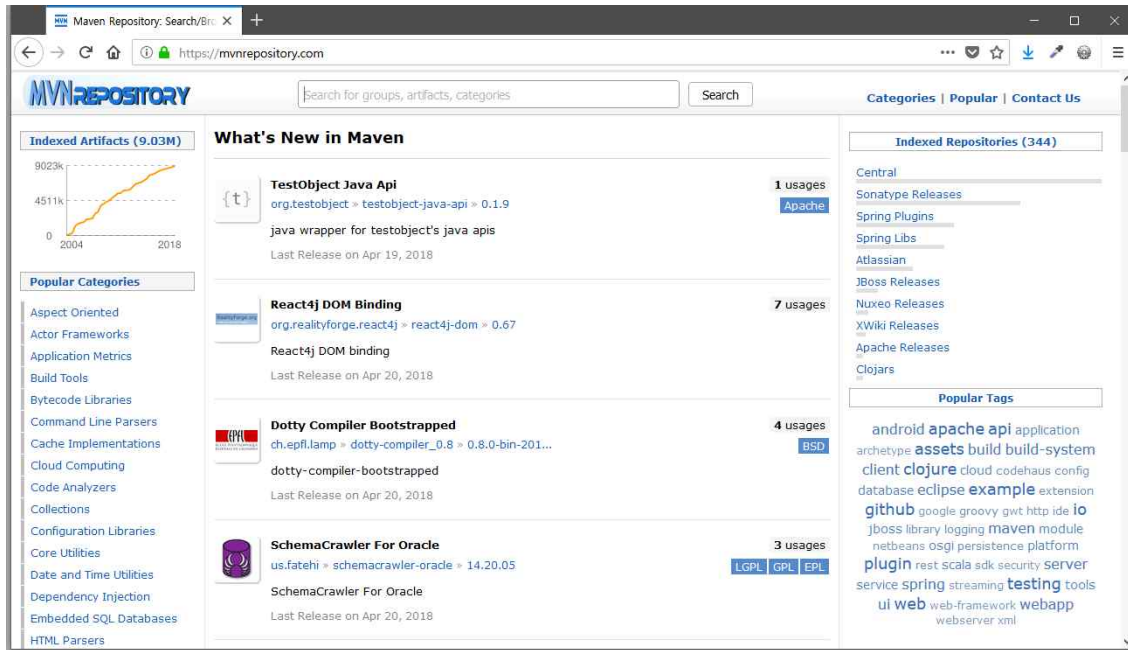 Maven Repository: Search/Bro
https://mvnrepository.com
MVNREPOSITORY
Search for groups, artifacts, categories
Search
Categories | Popular | Contact Us
Indexed Artifacts (9.03M)
9023k
4511k
0
2004
2018
Popular Categories
Aspect Oriented
Actor Frameworks
Application Metrics
Build Tools
Bytecode Libraries
Command Line Parsers
Cache Implementations
Cloud Computing
Code Analyzers
Collections
Configuration Libraries
Core Utilities
Date and Time Utilities
Dependency Injection
Embedded SQL Databases
HTML Parsers
What's New in Maven
{t}
TestObject Java Api
1 usages
org.testobject » testobject-java-api » 0.1.9
Apache
java wrapper for testobject's java apis
Last Release on Apr 19, 2018
React4j DOM Binding
7 usages
org.realityforge.react4j » react4j-dom » 0.67
React4j DOM binding
Last Release on Apr 20, 2018
EPFL
Dotty Compiler Bootstrapped
4 usages
ch.epfl.lamp » dotty-compiler_0.8 » 0.8.0-bin-201...
BSD
dotty-compiler-bootstrapped
Last Release on Apr 20, 2018
SchemaCrawler For Oracle
3 usages
us.fatehi » schemacrawler-oracle » 14.20.05
LGPL GPL EPL
SchemaCrawler For Oracle
Last Release on Apr 20, 2018
Indexed Repositories (344)
Central
Sonatype Releases
Spring Plugins
Spring Libs
Atlassian
JBoss Releases
Nuxeo Releases
XWiki Releases
Apache Releases
Clojars
Popular Tags
android apache api application
archetype assets build build-system
client clojure cloud codehaus config
database eclipse example extension
github google groovy gwt http ide io
jboss library logging maven module
netbeans osgi persistence platform
plugin rest scala sdk security server
service spring streaming testing tools
ui web web-framework webapp
webserver xml